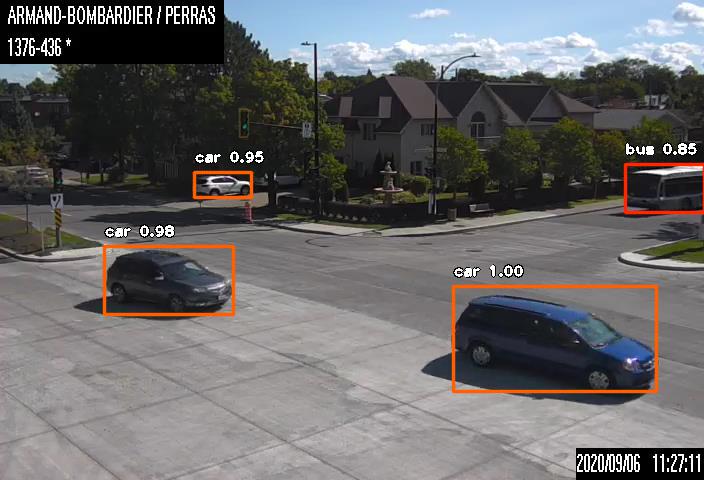 ARMAND-BOMBARDIER / PERRAS
1376-436 *
car 0.95
bus 0.85
car 0.98
car 1.00
2020/09/06 11:27:11